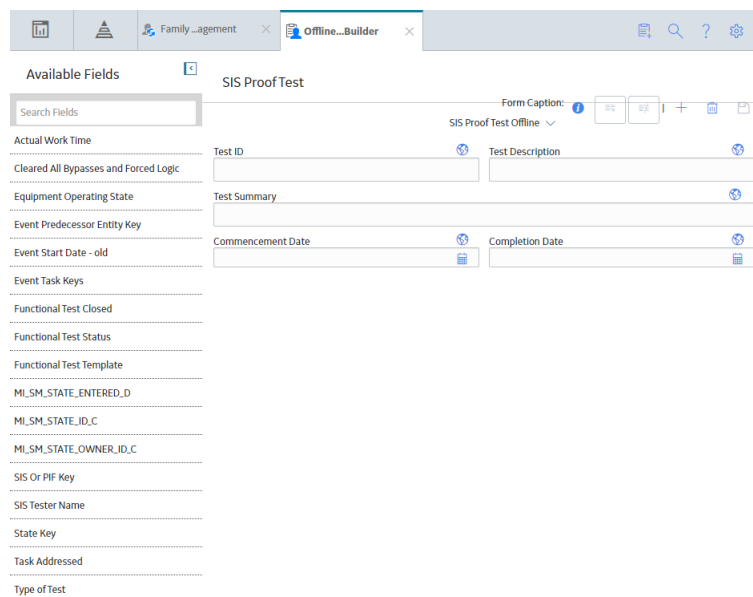 Family ...agement
Offline...Builder
Available Fields
SIS Proof Test
Search Fields
Form Caption:
SIS Proof Test Offline
Actual Work Time
Cleared All Bypasses and Forced Logic
Equipment Operating State
Event Predecessor Entity Key
Event Start Date - old
Event Task Keys
Functional Test Closed
Functional Test Status
Functional Test Template
MI_SM_STATE_ENTERED_D
MI_SM_STATE_ID_C
MI_SM_STATE_OWNER_ID_C
SIS Or PIF Key
SIS Tester Name
State Key
Task Addressed
Type of Test
Test ID
Test Description
Test Summary
Commencement Date
Completion Date